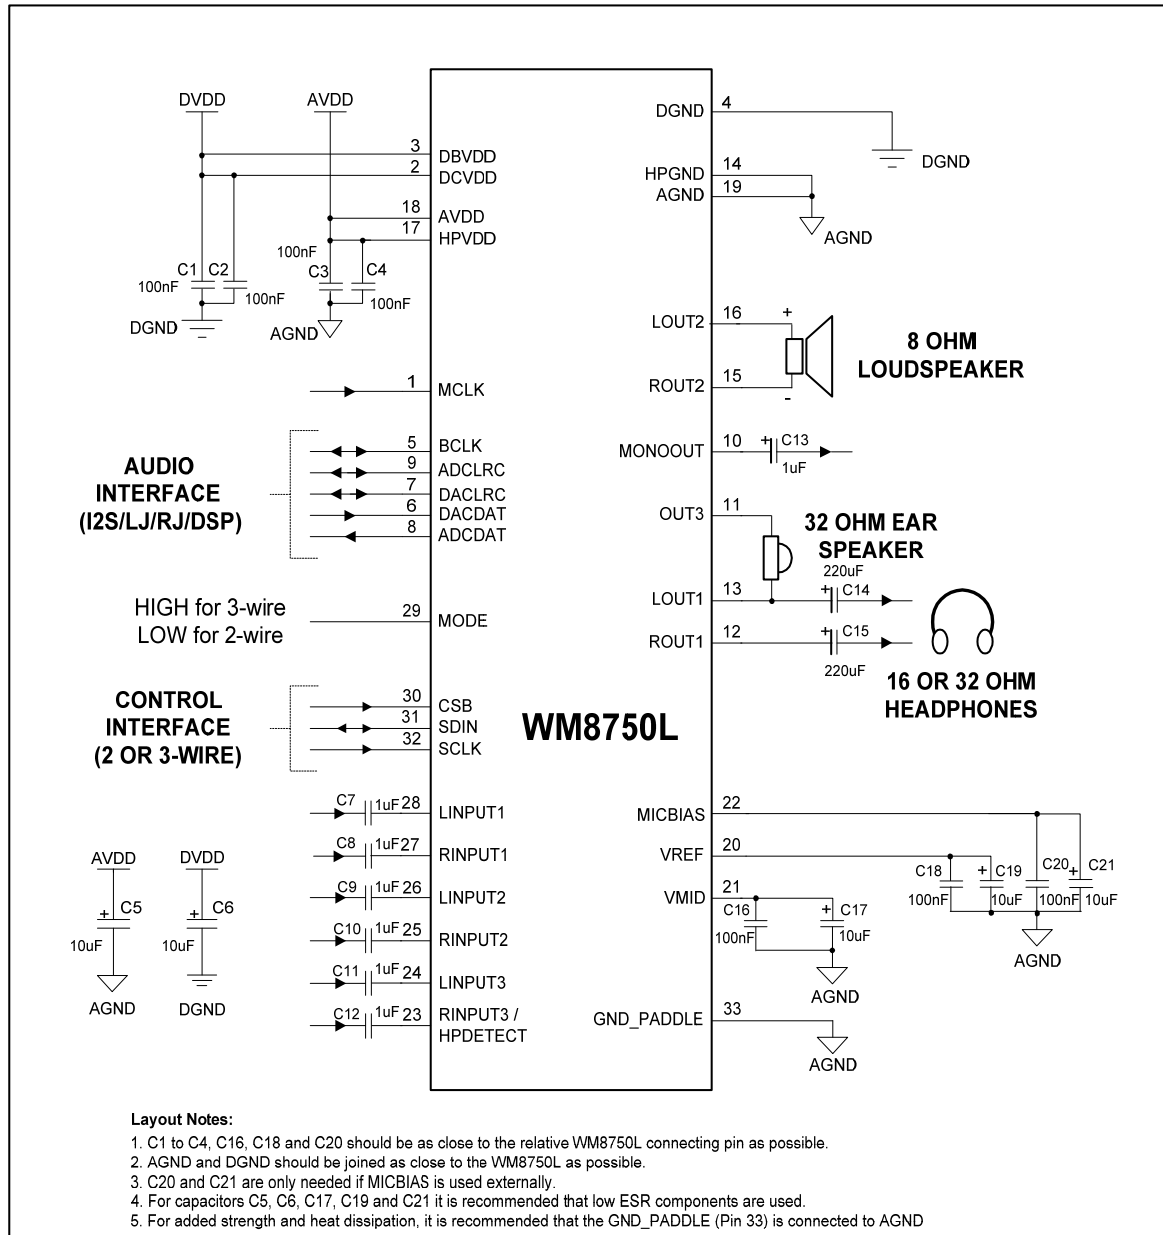 DVDD
AVDD
3
DBVDD
2
DCVDD
18
AVDD
17
HPVDD
100nF
C1
C2
100nF
100nF
C3
C4
100nF
DGND
AGND
1
MCLK
AUDIO
INTERFACE
(I2S/LJ/RJ/DSP)
5
BCLK
9
ADCLRC
7
DACLRC
6
DACDAT
8
ADCDAT
HIGH for 3-wire
LOW for 2-wire
29
MODE
CONTROL
INTERFACE
(2 OR 3-WIRE)
30
CSB
31
SDIN
32
SCLK
WM8750L
C7
1uF
28
LINPUT1
C8
1uF
27
RINPUT1
C9
1uF
26
LINPUT2
C10
1uF
25
RINPUT2
C11
1uF
24
LINPUT3
C12
1uF
23
RINPUT3 /
HPDETECT
AVDD
DVDD
+
C5
10uF
AGND
+
C6
10uF
DGND
DGND
4
DGND
HPGND
14
AGND
19
AGND
LOUT2
16
+
8 OHM
LOUDSPEAKER
ROUT2
15
-
MONOOUT
10
+
C13
1uF
OUT3
11
32 OHM EAR
SPEAKER
220uF
LOUT1
13
+
C14
ROUT1
12
+
C15
220uF
16 OR 32 OHM
HEADPHONES
MICBIAS
22
VREF
20
VMID
21
C16
100nF
+
C17
10uF
AGND
C18
100nF
+
C19
10uF
C20
100nF
+
C21
10uF
AGND
GND_PADDLE
33
AGND
Layout Notes:
1. C1 to C4, C16, C18 and C20 should be as close to the relative WM8750L connecting pin as possible.
2. AGND and DGND should be joined as close to the WM8750L as possible.
3. C20 and C21 are only needed if MICBIAS is used externally.
4. For capacitors C5, C6, C17, C19 and C21 it is recommended that low ESR components are used.
5. For added strength and heat dissipation, it is recommended that the GND_PADDLE (Pin 33) is connected to AGND